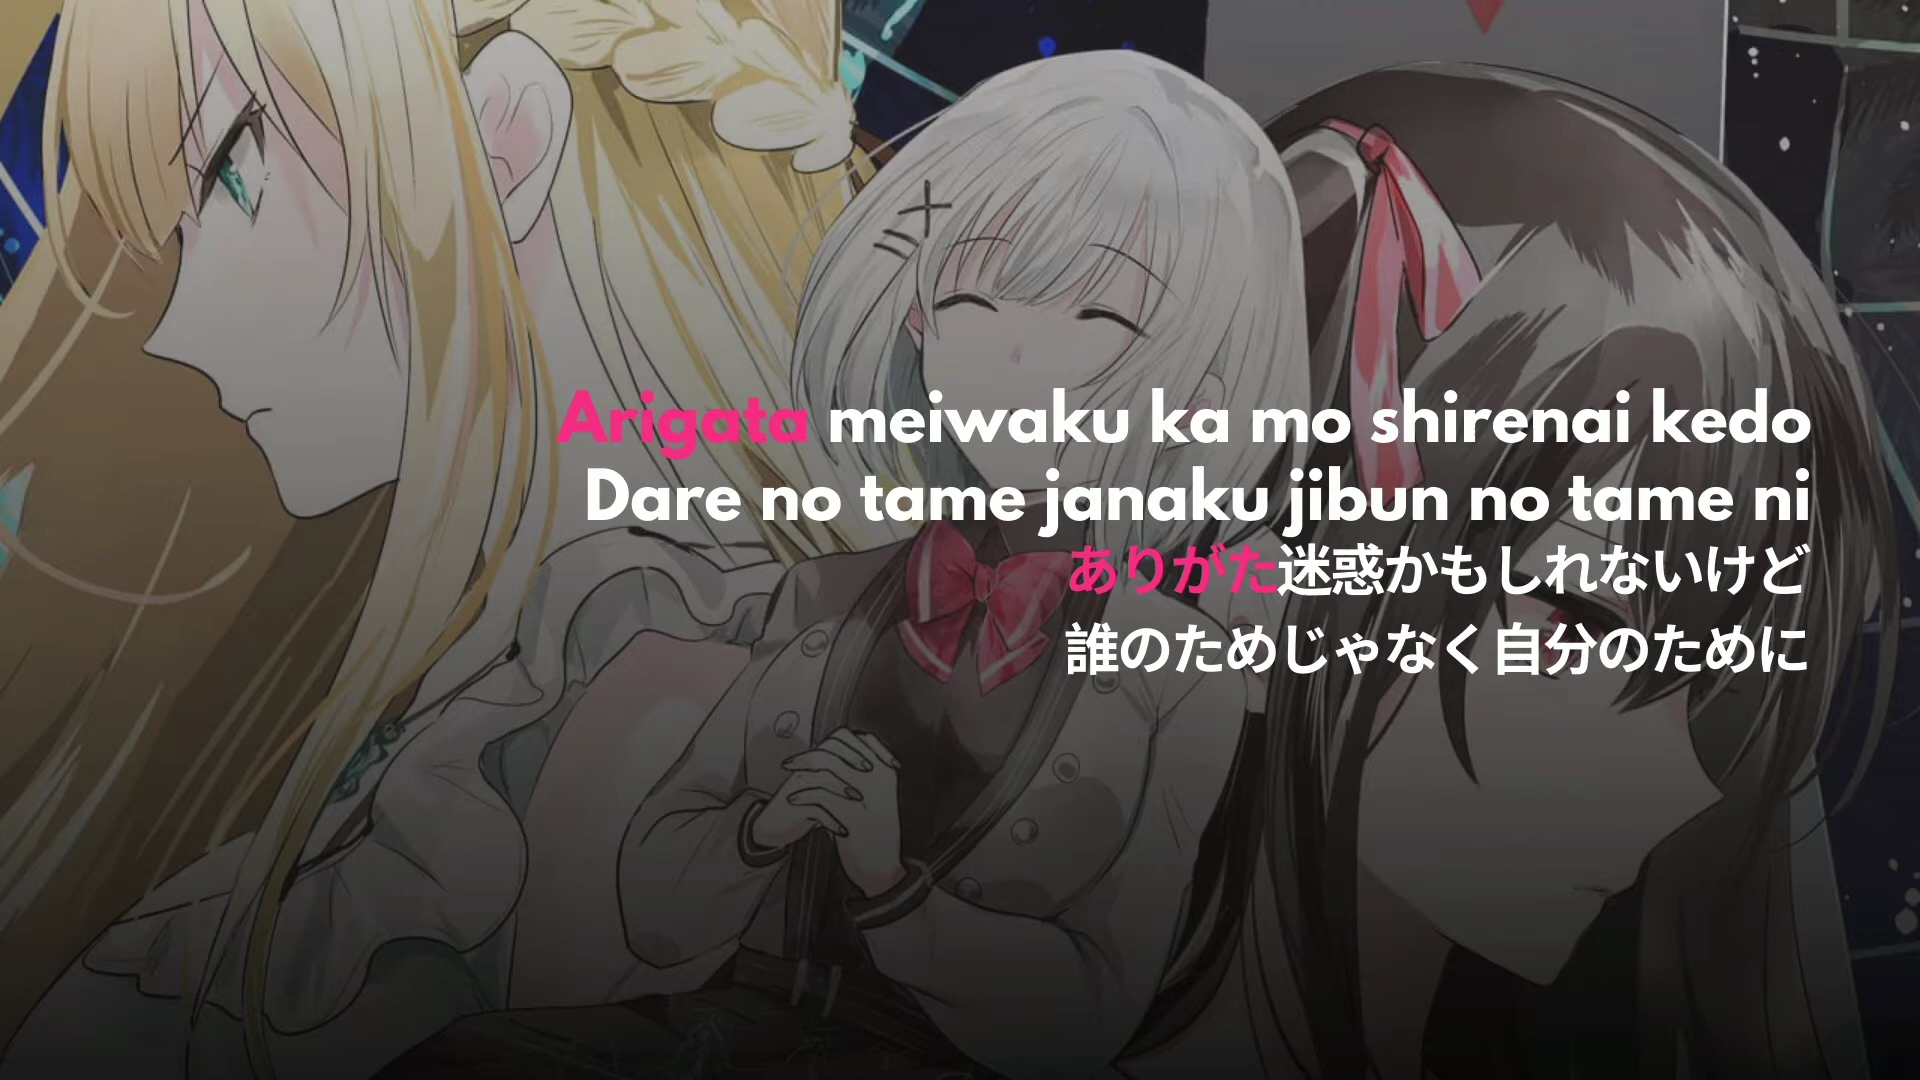 Arigata meiwaku ka mo shirenai kedo
Dare no tame janaku jibun no tame ni
ありがた迷惑かもしれないけど
誰のためじゃなく自分のために